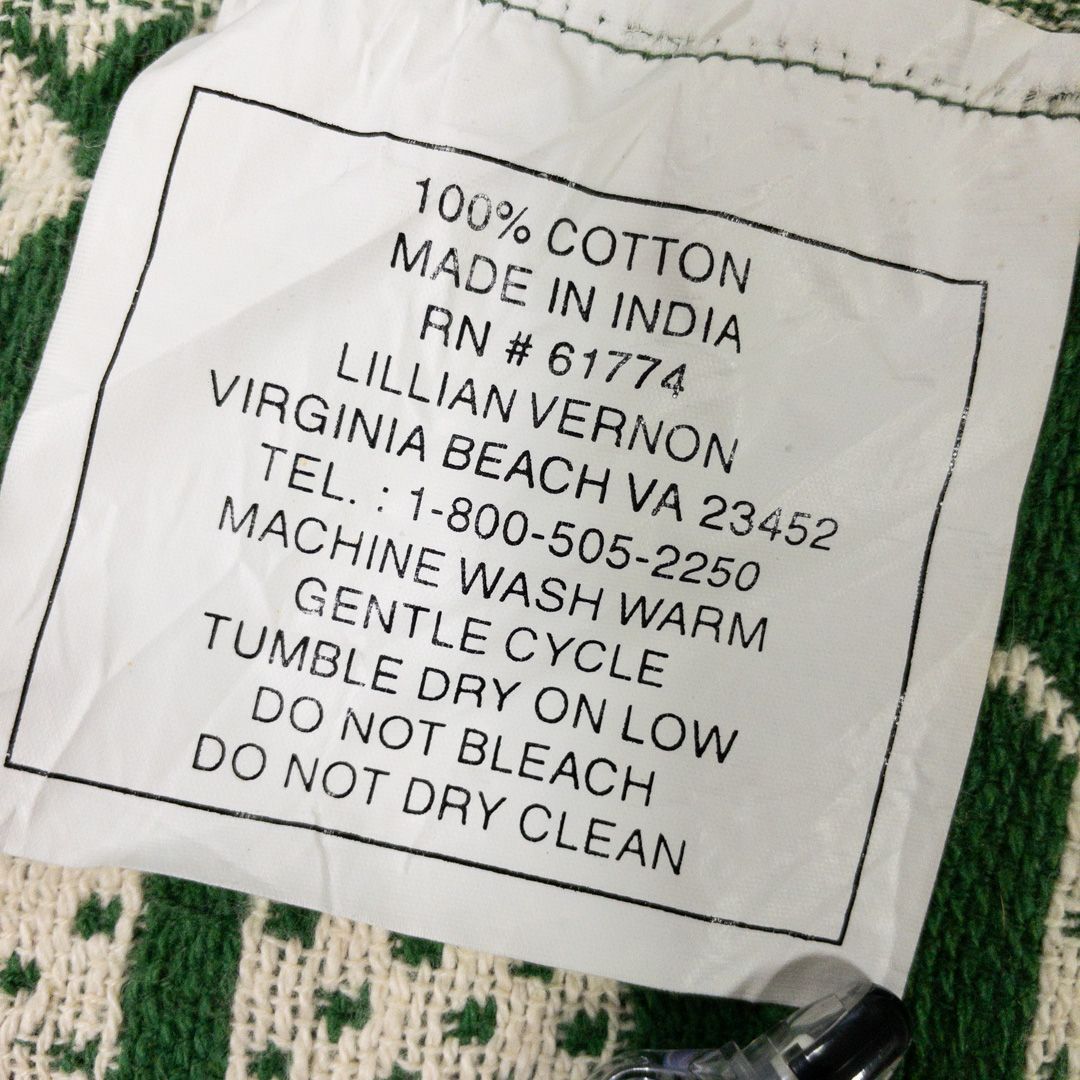 100% COTTON
MADE IN INDIA
RN # 61774
LILLIAN VERNON
VIRGINIA BEACH VA 23452
TEL. : 1-800-505-2250
MACHINE WASH WARM
GENTLE CYCLE
TUMBLE DRY ON LOW
DO NOT BLEACH
DO NOT DRY CLEAN